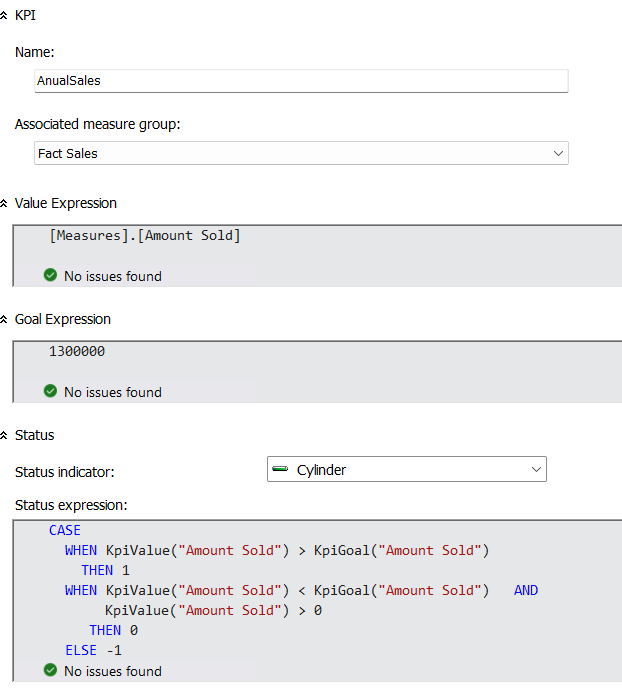 KPI
Name:
AnualSales
Associated measure group:
Fact Sales
Value Expression
[Measures].[Amount Sold]
No issues found
Goal Expression
1300000
No issues found
Status
Status indicator:
Cylinder
Status expression:
CASE
WHEN KpiValue("Amount Sold") > KpiGoal("Amount Sold")
THEN 1
WHEN KpiValue("Amount Sold") < KpiGoal("Amount Sold") AND
KpiValue("Amount Sold") > 0
THEN 0
ELSE -1
No issues found